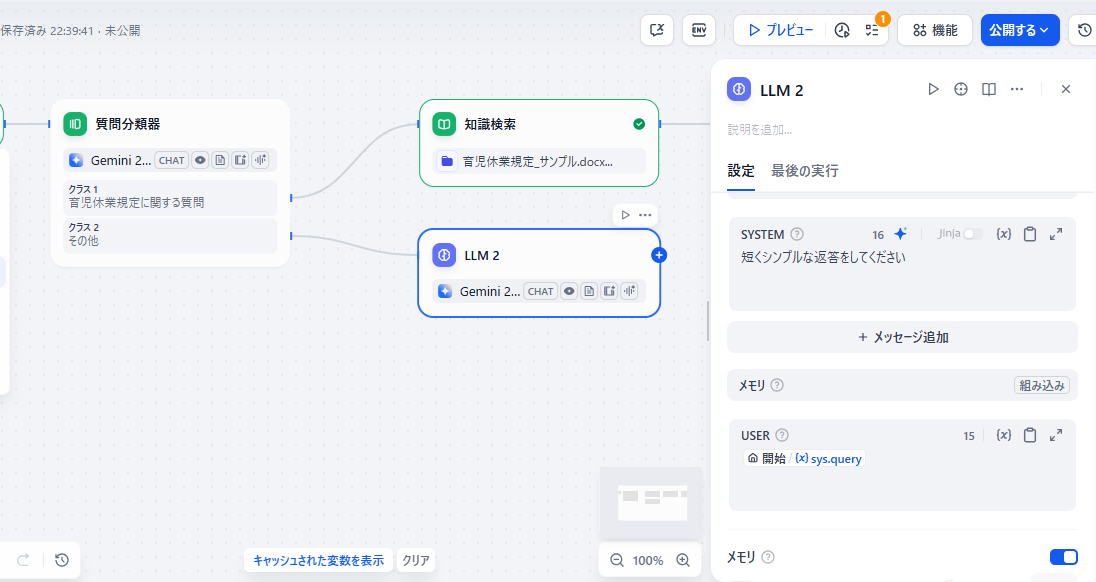 保存済み 22:39:41 · 未公開
ENV
プレビュー
1
機能
公開する
質問分類器
Gemini 2... CHAT
クラス 1
育児休業規定に関する質問
クラス 2
その他
知識検索
育児休業規定_サンプル.docx...
LLM 2
Gemini 2... CHAT
キャッシュされた変数を表示
クリア
100%
LLM 2
説明を追加...
設定
最後の実行
SYSTEM
16
Jinja
{x}
短くシンプルな返答をしてください
+ メッセージ追加
メモリ
組み込み
USER
15
{x}
開始 / {x} sys.query
メモリ